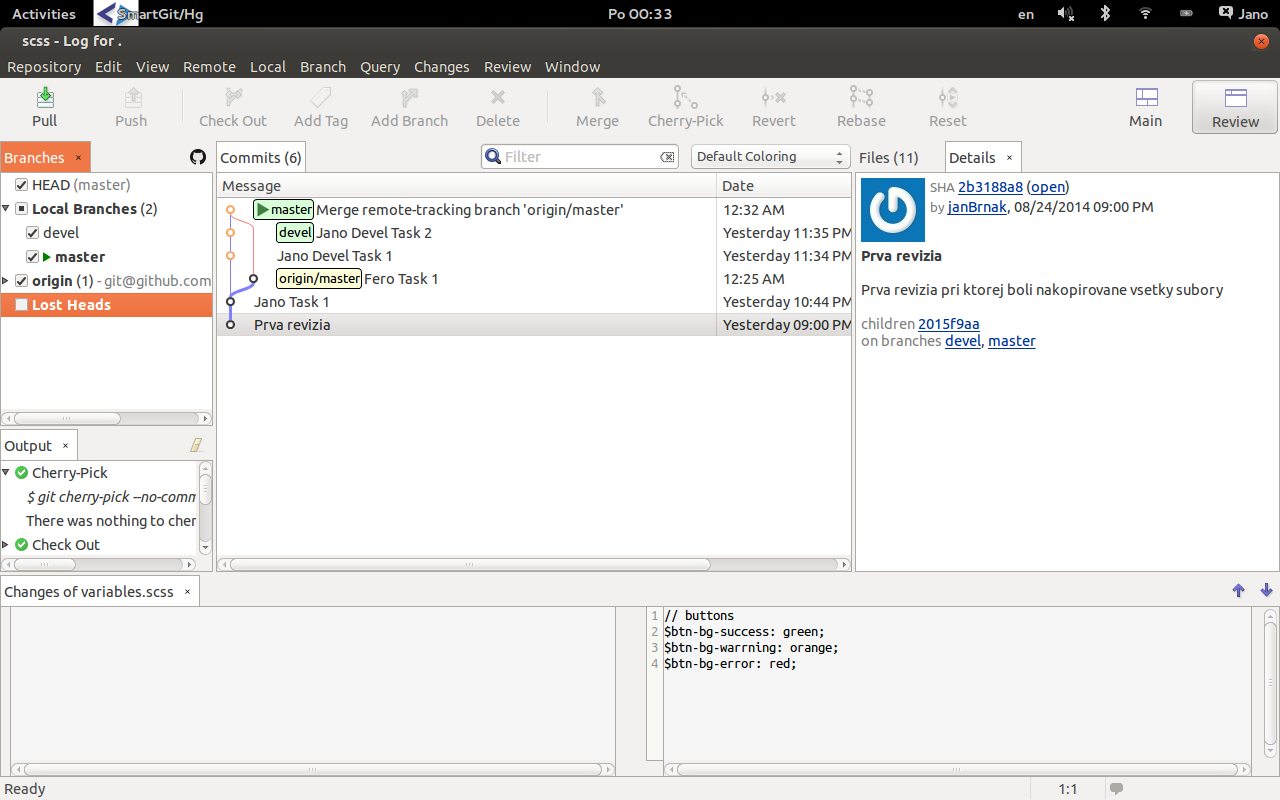 Activities SmartGit/Hg Po 00:33 en Jano
scss - Log for .
Repository Edit View Remote Local Branch Query Changes Review Window
Pull Push Check Out Add Tag Add Branch Delete Merge Cherry-Pick Revert Rebase Reset Main Review
Branches Commits (6) Filter Default Coloring Files (11) Details
HEAD (master)
Local Branches (2)
devel
master
origin (1) - git@github.com
Lost Heads
Message Date
master Merge remote-tracking branch 'origin/master' 12:32 AM
devel Jano Devel Task 2 Yesterday 11:35 PM
Jano Devel Task 1 Yesterday 11:34 PM
origin/master Fero Task 1 12:25 AM
Jano Task 1 Yesterday 10:44 PM
Prva revizia Yesterday 09:00 PM
SHA 2b3188a8 (open)
by janBrnak, 08/24/2014 09:00 PM
Prva revizia
Prva revizia pri ktorej boli nakopirovane vsetky subory
children 2015f9aa
on branches devel, master
Output
Cherry-Pick
$ git cherry-pick --no-comm
There was nothing to cher
Check Out
Changes of variables.scss
1 // buttons
2 $btn-bg-success: green;
3 $btn-bg-warrning: orange;
4 $btn-bg-error: red;
Ready 1:1